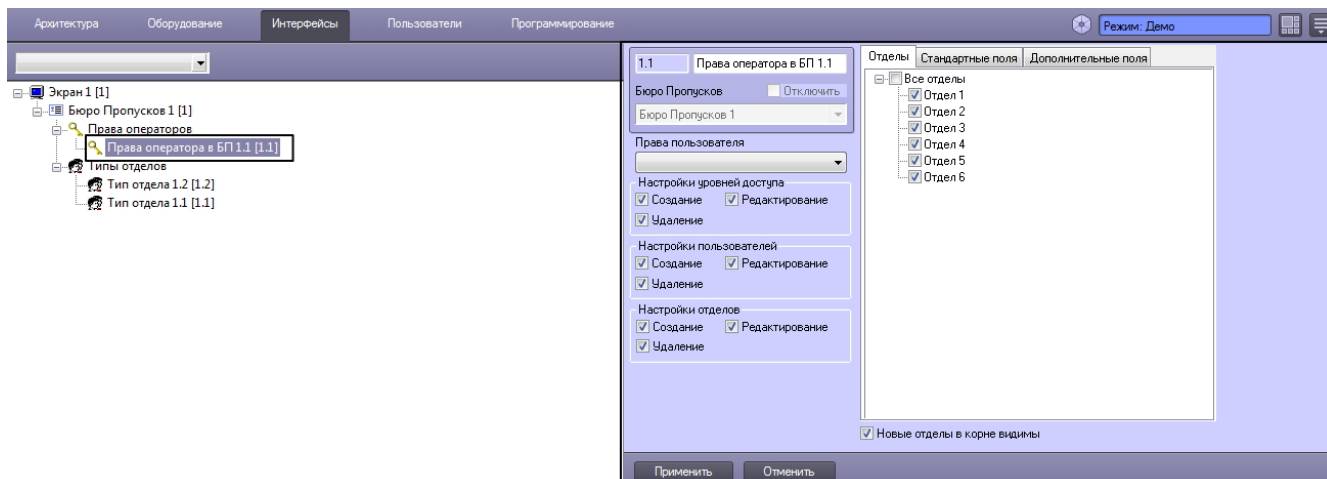 Архитектура Оборудование Интерфейсы Пользователи Программирование Режим: Демо
Экран 1 [1]
Бюро Пропусков 1 [1]
Права операторов
Права оператора в БП 1.1 [1.1]
Типы отделов
Тип отдела 1.2 [1.2]
Тип отдела 1.1 [1.1]
1.1 Права оператора в БП 1.1
Бюро Пропусков Отключить
Бюро Пропусков 1
Права пользователя
Настройки уровней доступа
Создание Редактирование
Удаление
Настройки пользователей
Создание Редактирование
Удаление
Настройки отделов
Создание Редактирование
Удаление
Отделы Стандартные поля Дополнительные поля
Все отделы
Отдел 1
Отдел 2
Отдел 3
Отдел 4
Отдел 5
Отдел 6
Новые отделы в корне видимы
Применить Отменить